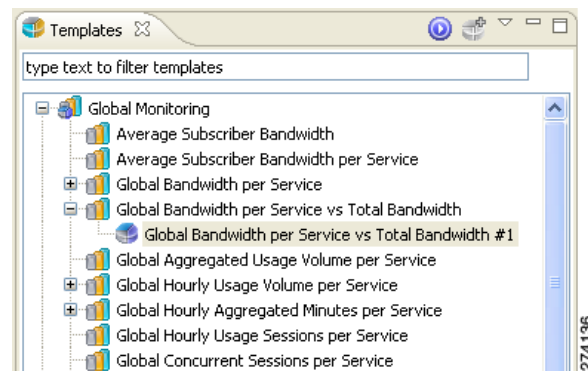 Templates
type text to filter templates
Global Monitoring
Average Subscriber Bandwidth
Average Subscriber Bandwidth per Service
Global Bandwidth per Service
Global Bandwidth per Service vs Total Bandwidth
Global Bandwidth per Service vs Total Bandwidth #1
Global Aggregated Usage Volume per Service
Global Hourly Usage Volume per Service
Global Hourly Aggregated Minutes per Service
Global Hourly Usage Sessions per Service
Global Concurrent Sessions per Service
274136